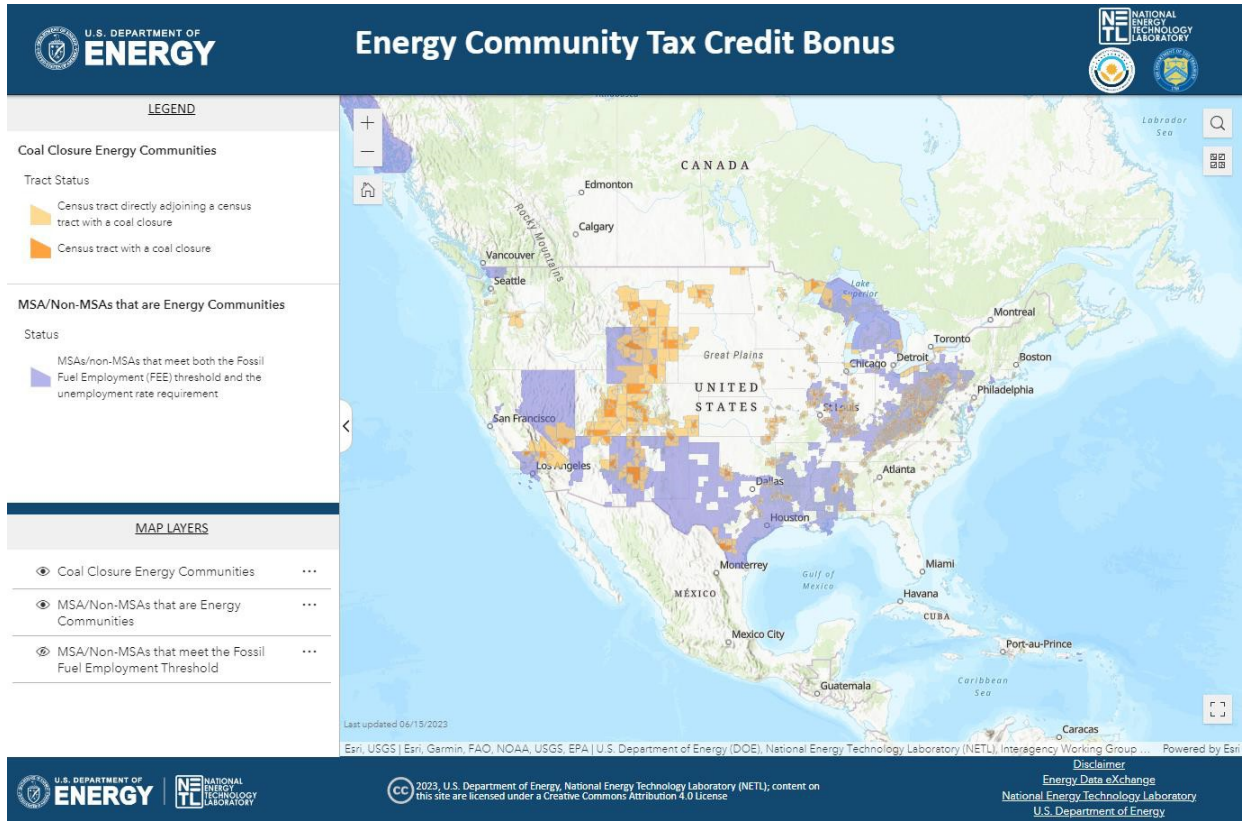 U.S. DEPARTMENT OF
ENERGY
Energy Community Tax Credit Bonus
NE NATIONAL
ENERGY
TL TECHNOLOGY
LABORATORY
LEGEND
Coal Closure Energy Communities
Tract Status
Census tract directly adjoining a census
tract with a coal closure
Census tract with a coal closure
MSA/Non-MSAs that are Energy Communities
Status
MSAs/non-MSAs that meet both the Fossil
Fuel Employment (FEE) threshold and the
unemployment rate requirement
MAP LAYERS
Coal Closure Energy Communities
MSA/Non-MSAs that are Energy
Communities
MSA/Non-MSAs that meet the Fossil
Fuel Employment Threshold
Labrador
Sea
CANADA
Edmonton
Rocky Mountains
Calgary
Vancouver
Seattle
Lake
Superior
Montreal
Toronto
Great Plains
Chicago
Detroit
Boston
UNITED
STATES
Philadelphia
St Louis
San Francisco
Los Angeles
Atlanta
Dallas
Houston
Monterrey
Gulf of
Mexico
Miami
MÉXICO
Havana
CUBA
Mexico City
Port-au-Prince
Guatemala
Caribbean
Sea
Caracas
Last updated 06/15/2023
Esri, USGS | Esri, Garmin, FAO, NOAA, USGS, EPA | U.S. Department of Energy (DOE), National Energy Technology Laboratory (NETL), Interagency Working Group ... Powered by Esri
U.S. DEPARTMENT OF
ENERGY
NE NATIONAL
ENERGY
TL TECHNOLOGY
LABORATORY
cc 2023, U.S. Department of Energy, National Energy Technology Laboratory (NETL); content on
this site are licensed under a Creative Commons Attribution 4.0 License
Disclaimer
Energy Data eXchange
National Energy Technology Laboratory
U.S. Department of Energy